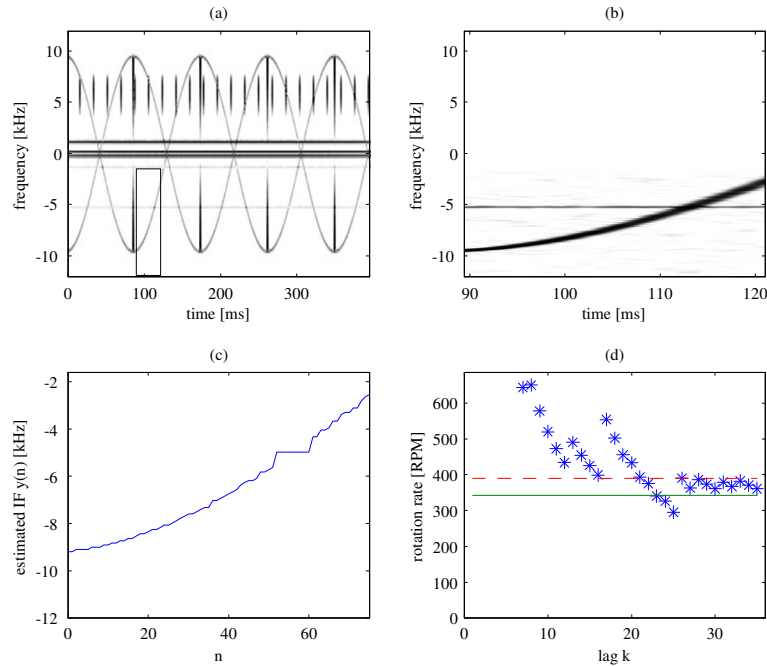 (a)
10
5
0
-5
-10
frequency [kHz]
0 100 200 300
time [ms]
(b)
10
5
0
-5
-10
frequency [kHz]
90 100 110 120
time [ms]
(c)
-2
-4
-6
-8
-10
-12
estimated IF y(n) [kHz]
0 20 40 60
n
(d)
600
500
400
300
200
100
0
rotation rate [RPM]
0 10 20 30
lag k